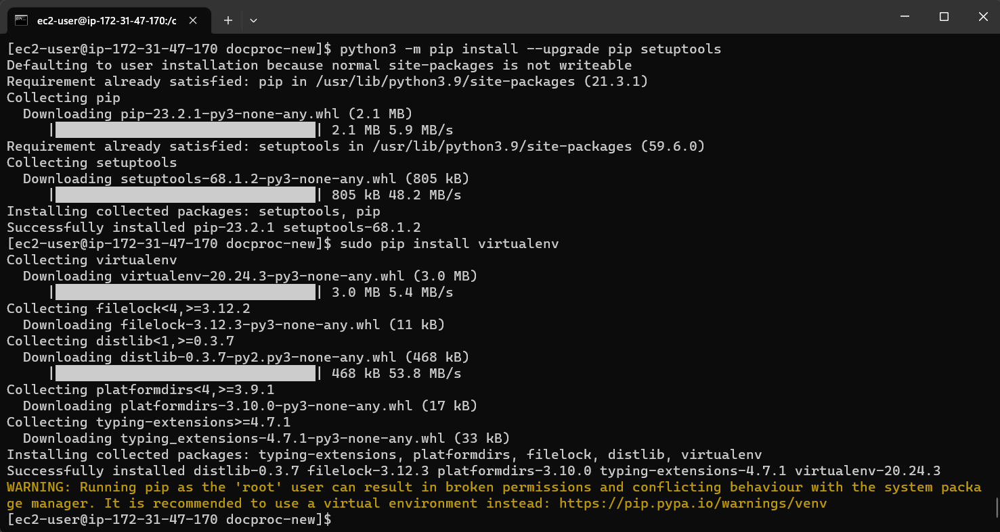 ec2-user@ip-172-31-47-170:/c
[ec2-user@ip-172-31-47-170 docproc-new]$ python3 -m pip install --upgrade pip setuptools
Defaulting to user installation because normal site-packages is not writeable
Requirement already satisfied: pip in /usr/lib/python3.9/site-packages (21.3.1)
Collecting pip
  Downloading pip-23.2.1-py3-none-any.whl (2.1 MB)
     |████████████████████████████████| 2.1 MB 5.9 MB/s
Requirement already satisfied: setuptools in /usr/lib/python3.9/site-packages (59.6.0)
Collecting setuptools
  Downloading setuptools-68.1.2-py3-none-any.whl (805 kB)
     |████████████████████████████████| 805 kB 48.2 MB/s
Installing collected packages: setuptools, pip
Successfully installed pip-23.2.1 setuptools-68.1.2
[ec2-user@ip-172-31-47-170 docproc-new]$ sudo pip install virtualenv
Collecting virtualenv
  Downloading virtualenv-20.24.3-py3-none-any.whl (3.0 MB)
     |████████████████████████████████| 3.0 MB 5.4 MB/s
Collecting filelock<4,>=3.12.2
  Downloading filelock-3.12.3-py3-none-any.whl (11 kB)
Collecting distlib<1,>=0.3.7
  Downloading distlib-0.3.7-py2.py3-none-any.whl (468 kB)
     |████████████████████████████████| 468 kB 53.8 MB/s
Collecting platformdirs<4,>=3.9.1
  Downloading platformdirs-3.10.0-py3-none-any.whl (17 kB)
Collecting typing-extensions>=4.7.1
  Downloading typing_extensions-4.7.1-py3-none-any.whl (33 kB)
Installing collected packages: typing-extensions, platformdirs, filelock, distlib, virtualenv
Successfully installed distlib-0.3.7 filelock-3.12.3 platformdirs-3.10.0 typing-extensions-4.7.1 virtualenv-20.24.3
WARNING: Running pip as the 'root' user can result in broken permissions and conflicting behaviour with the system packa
ge manager. It is recommended to use a virtual environment instead: https://pip.pypa.io/warnings/venv
[ec2-user@ip-172-31-47-170 docproc-new]$